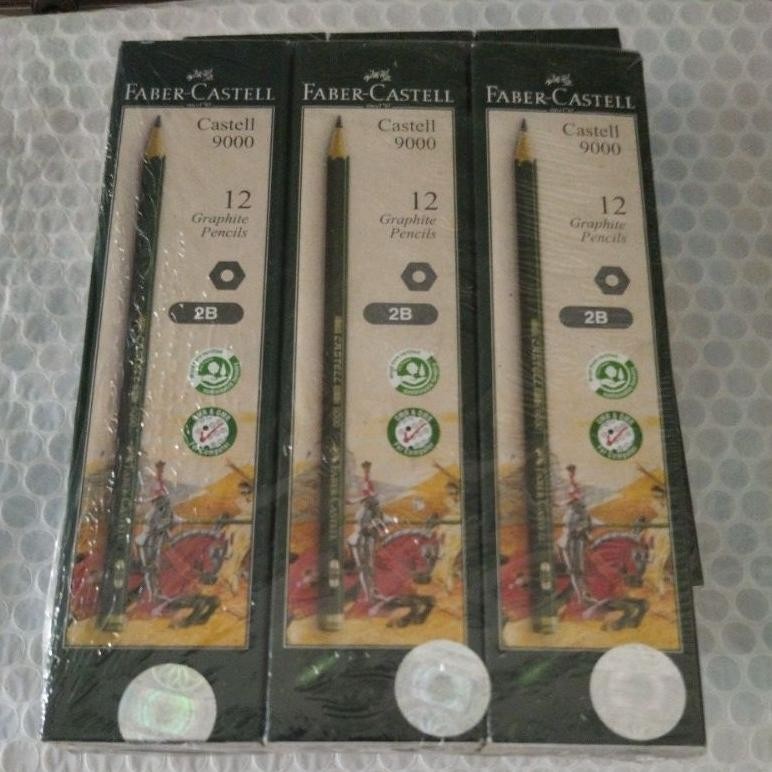 FABER-CASTELL
Castell
9000
12
Graphite
Pencils
2B
FABER-CASTELL
Castell
9000
12
Graphite
Pencils
2B
FABER-CASTELL
Castell
9000
12
Graphite
Pencils
2B